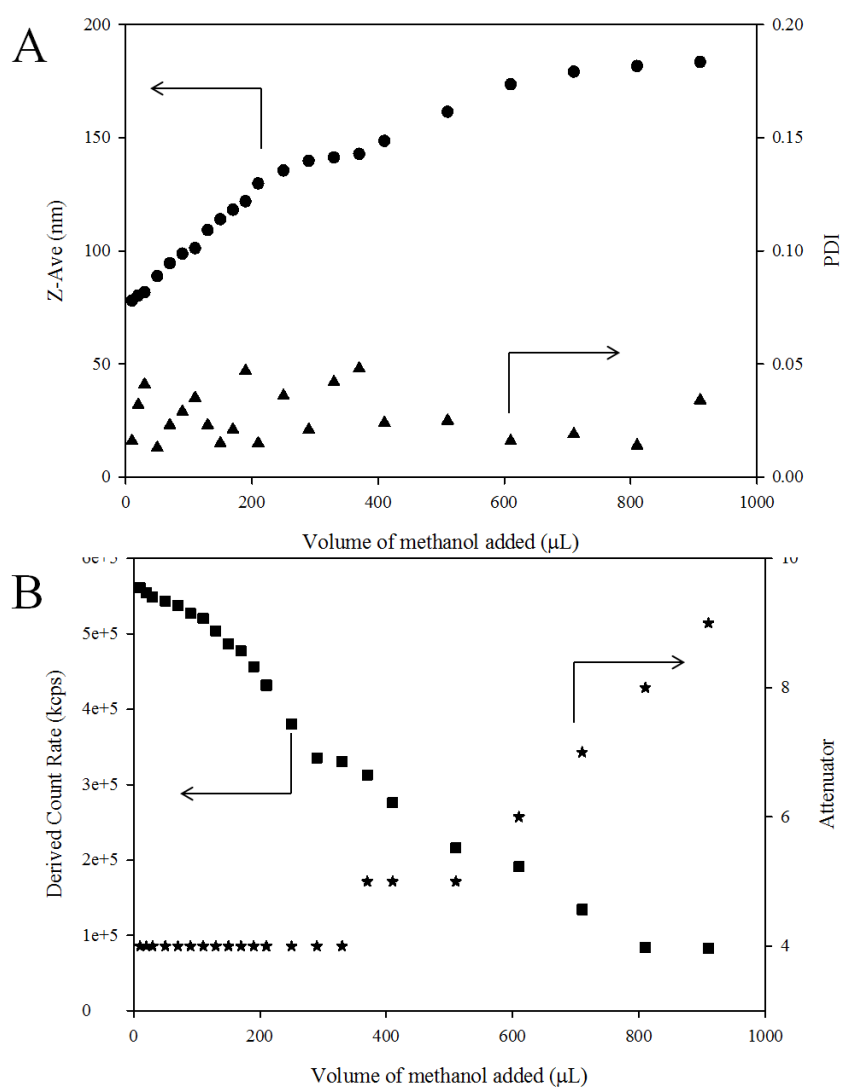 A
200
150
100
50
0
Z-Ave (nm)
0.20
0.15
0.10
0.05
0.00
PDI
0 200 400 600 800 1000
Volume of methanol added (μL)
B
6e+5
5e+5
4e+5
3e+5
2e+5
1e+5
0
Derived Count Rate (kcps)
10
8
6
4
Attenuator
0 200 400 600 800 1000
Volume of methanol added (μL)